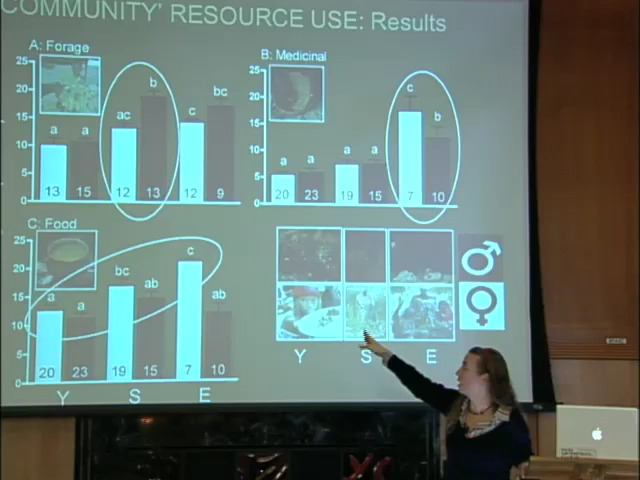 COMMUNITY' RESOURCE USE: Results
A: Forage
25
20
15
10
5
0
a
a
ac
b
c
bc
13
15
12
13
12
9
B: Medicinal
25
20
15
10
5
0
a
a
a
a
c
b
20
23
19
15
7
10
C: Food
25
20
15
10
5
0
a
a
bc
ab
c
ab
20
23
19
15
7
10
Y S E
♂
♀
Y S E